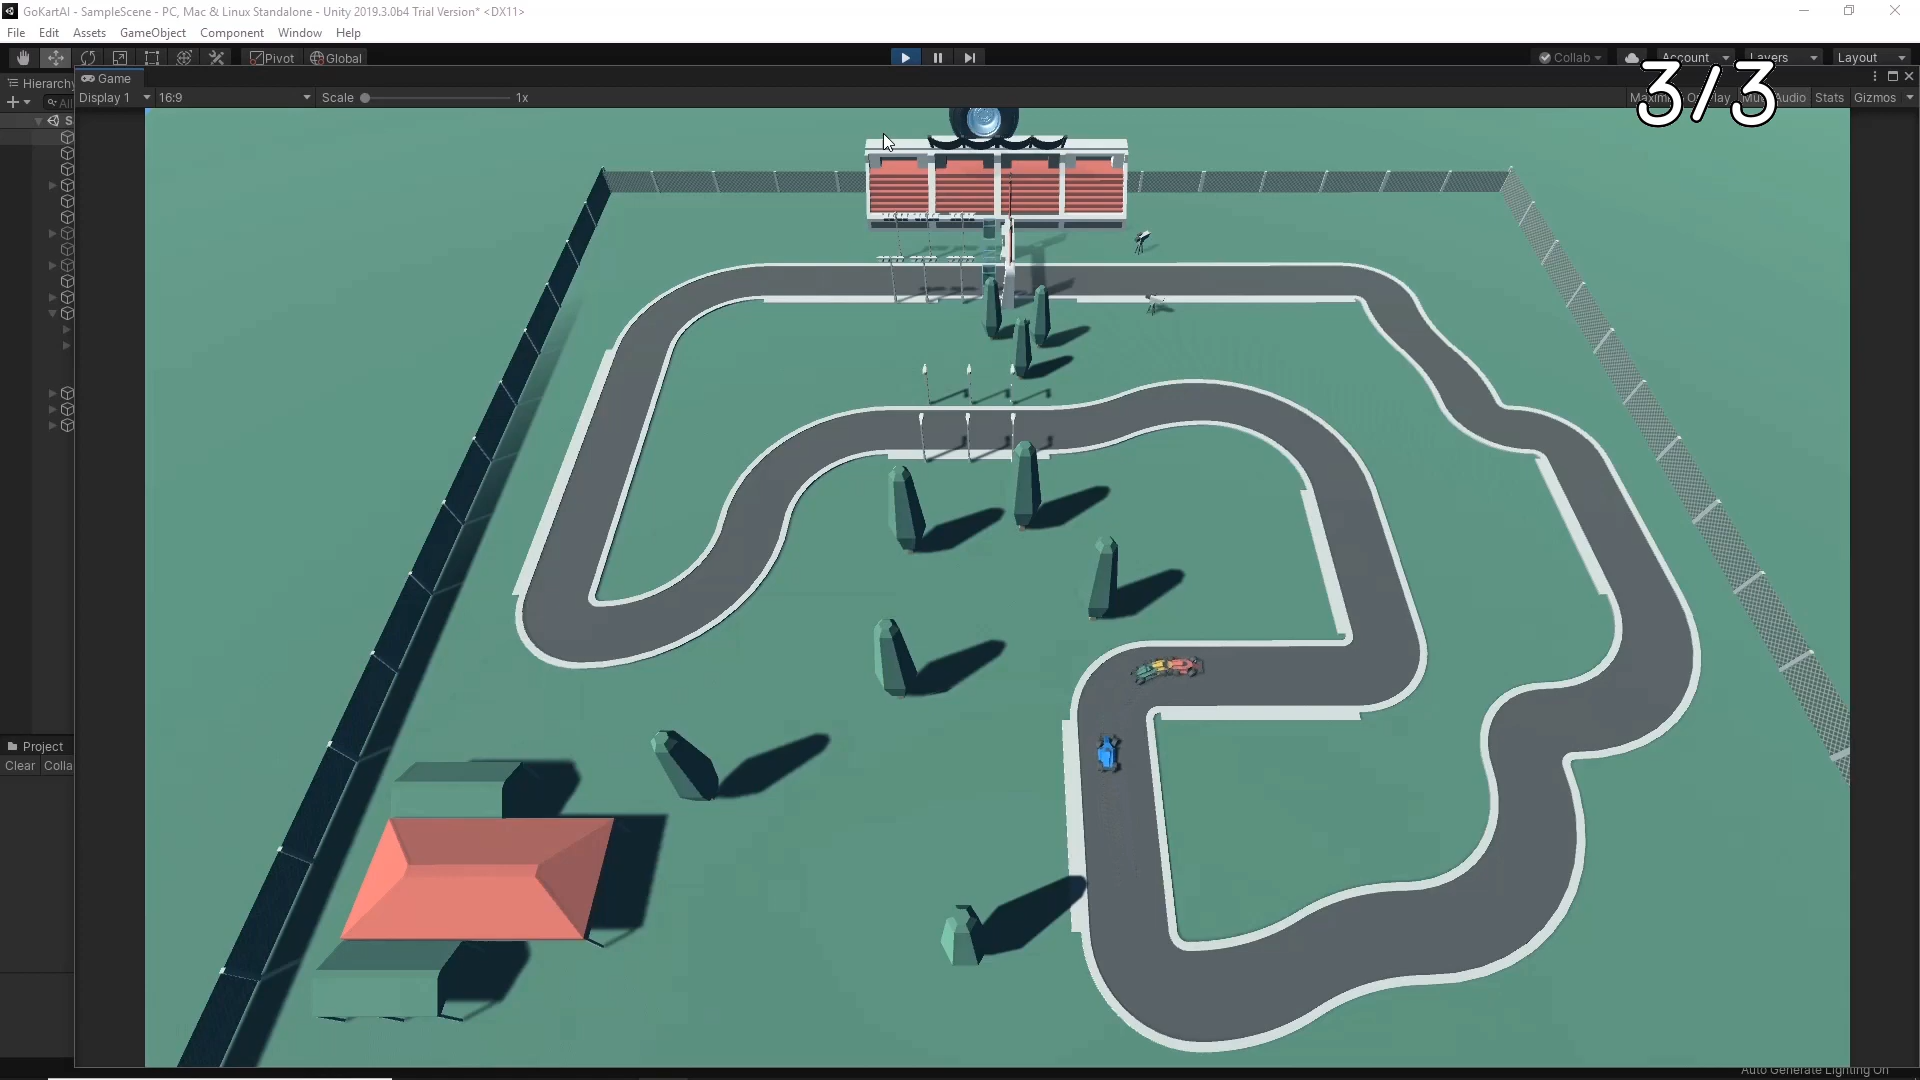 GoKartAI - SampleScene - PC, Mac & Linux Standalone - Unity 2019.3.0b4 Trial Version* <DX11>
File Edit Assets GameObject Component Window Help
Pivot Global Collab Account Layers Layout
Hierarchy Game
All Display 1 16:9 Scale 1x Stats Gizmos
3/3
S
Project
Clear Colla
Auto Generate Lighting On